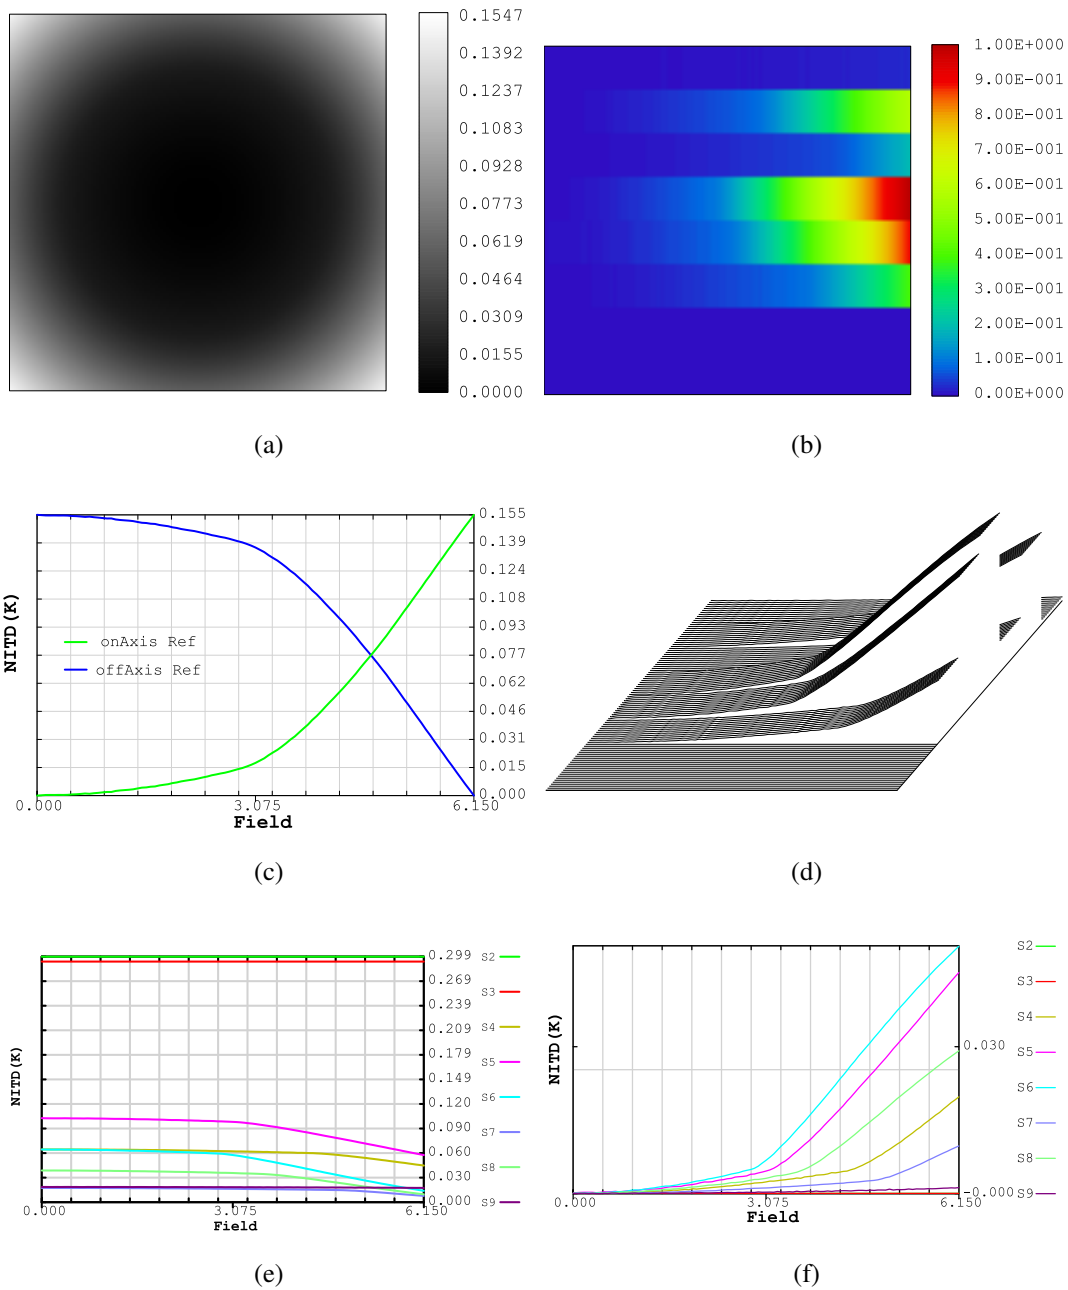 0.1547
0.1392
0.1237
0.1083
0.0928
0.0773
0.0619
0.0464
0.0309
0.0155
0.0000
(a)
1.00E+000
9.00E-001
8.00E-001
7.00E-001
6.00E-001
5.00E-001
4.00E-001
3.00E-001
2.00E-001
1.00E-001
0.00E+000
(b)
NITD(K)
onAxis Ref
offAxis Ref
0.155
0.139
0.124
0.108
0.093
0.077
0.062
0.046
0.031
0.015
0.000
0.000 3.075 6.150
Field
(c)
(d)
NITD(K)
0.299 S2
0.269
S3
0.239
0.209 S4
0.179
S5
0.149
0.120 S6
0.090 S7
0.060
S8
0.030
0.000 S9
0.000 3.075 6.150
Field
(e)
NITD(K)
S2
S3
S4
0.030 S5
S6
S7
S8
-0.000 S9
0.000 3.075 6.150
Field
(f)